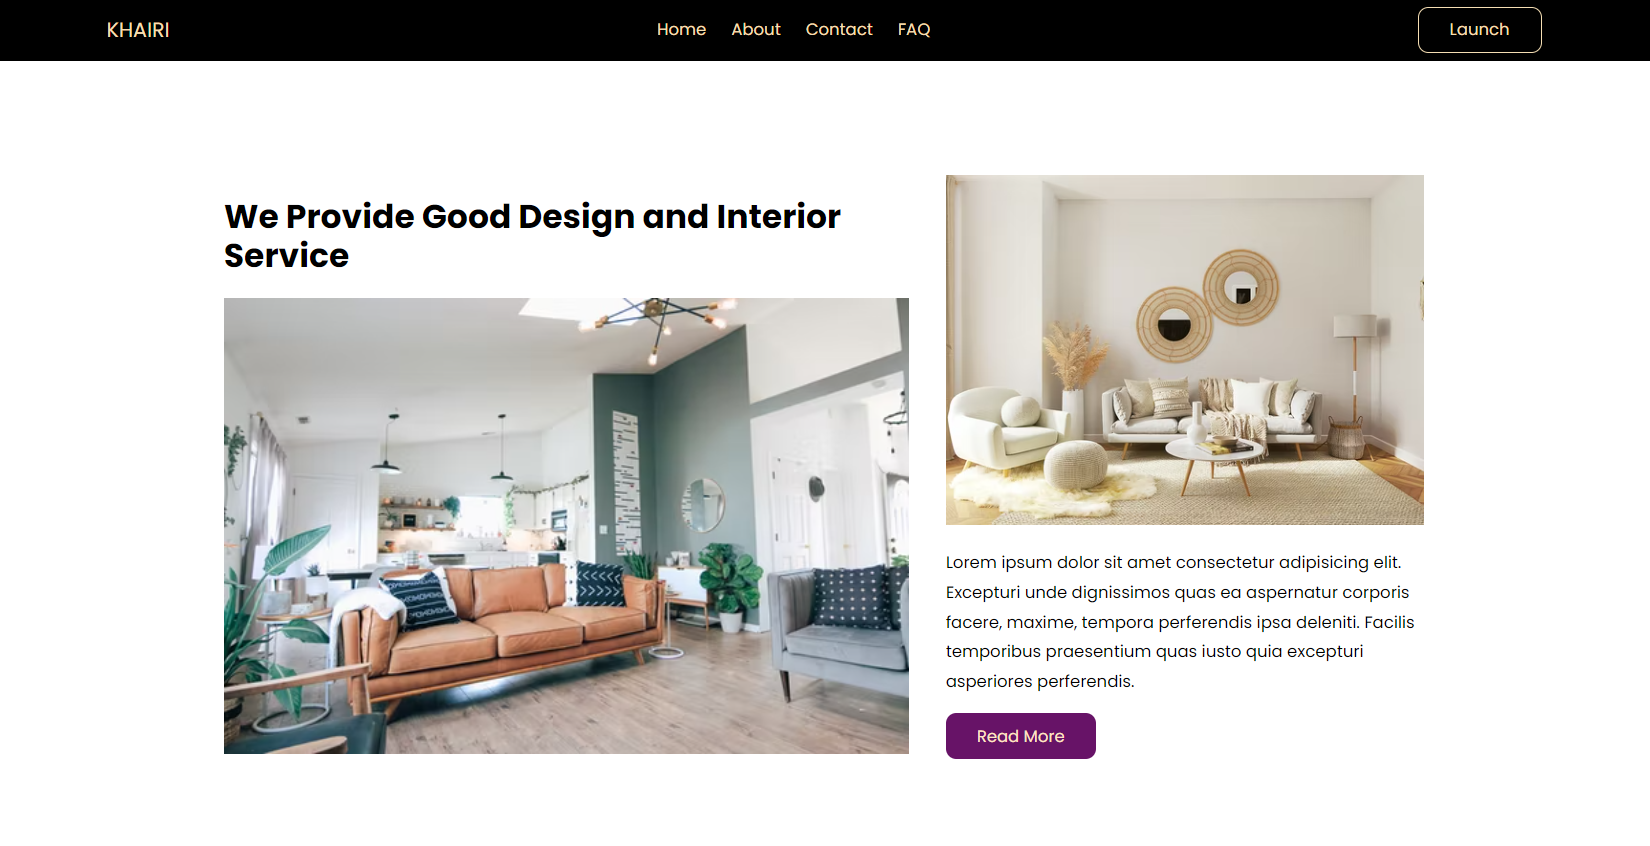 KHAIRI
Home About Contact FAQ
Launch
We Provide Good Design and Interior
Service
Lorem ipsum dolor sit amet consectetur adipisicing elit.
Excepturi unde dignissimos quas ea aspernatur corporis
facere, maxime, tempora perferendis ipsa deleniti. Facilis
temporibus praesentium quas iusto quia excepturi
asperiores perferendis.
Read More